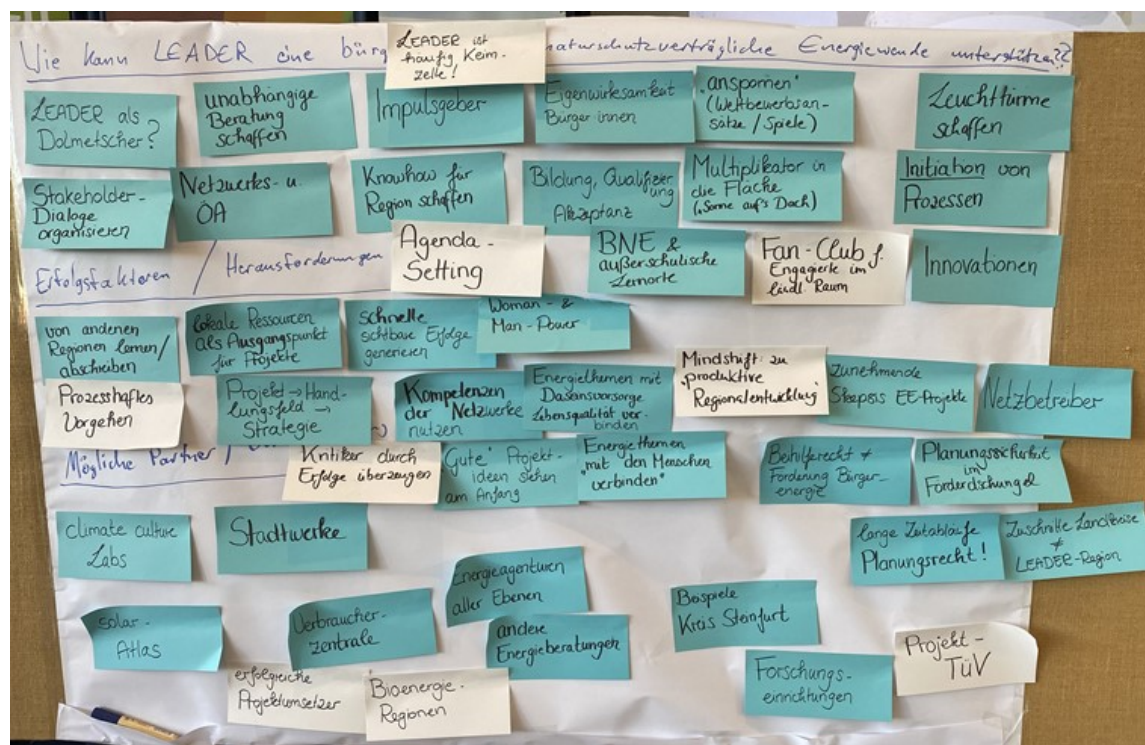 Wie kann LEADER eine bürg naturschutzverträgliche Energiewende unterstützen??
LEADER ist
häufig Keim-
zelle!
LEADER als
Dolmetscher?
unabhängige
Beratung
schaffen
Impulsgeber
Eigenwirksamkeit
Bürger innen
"anspornen"
(Wettbewerbsan-
sätze / Spiele)
Leuchttürme
schaffen
Stakeholder-
Dialoge
organisieren
Netzwerks- u.
ÖA
Knowhow für
Region schaffen
Bildung, Qualifizier
ung
Akzeptanz
Multiplikator in
die Fläche
("Sonne auf's Dach)
Initiation von
Prozessen
Erfolgsfaktoren / Herausforderungen
Agenda-
Setting
BNE &
außerschulische
Lernorte
Fan-Club f.
Engagierte im
ländl. Raum
Innovationen
von anderen
Regionen lernen/
abschreiben
lokale Ressourcen
als Ausgangspunkt
für Projekte
schnelle
sichtbare Erfolge
generieren
Woman- &
Man-Power
Prozesshaftes
Vorgehen
Projekt → Hand-
lungsfeld →
Strategie
Kompetenzen
der Netzwerke
nutzen
Energiethemen mit
Daseinsvorsorge
Lebensqualität ver-
binden
Mindshift zu
"produktive
Regionalentwicklung"
zunehmende
Skepsis EE-Projekte
Netzbetreiber
Mögliche Partner /
Kritiker durch
Erfolge überzeugen
"Gute" Projekt-
ideen stehen
am Anfang
Energiethemen
"mit den Menschen
verbinden"
Beihilferecht ≠
Förderung Bürger-
energie
Planungssicherheit
im
Förderdschungel
climate culture
Labs
Stadtwerke
lange Zeitabläufe
Planungsrecht!
Zuschnitte Landkreise
≠
LEADER-Region
Solar-
Atlas
Verbraucher-
zentrale
Energieagenturen
aller Ebenen
andere
Energieberatungen
Beispiele
Kreis Steinfurt
Forschungs-
einrichtungen
Projekt-
TüV
erfolgreiche
Projektumsetzer
Bioenergie-
Regionen